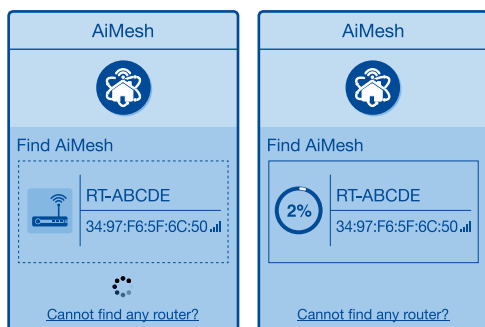 AiMesh
Find AiMesh
RT-ABCDE
34:97:F6:5F:6C:50
Cannot find any router?
AiMesh
Find AiMesh
2%
RT-ABCDE
34:97:F6:5F:6C:50
Cannot find any router?